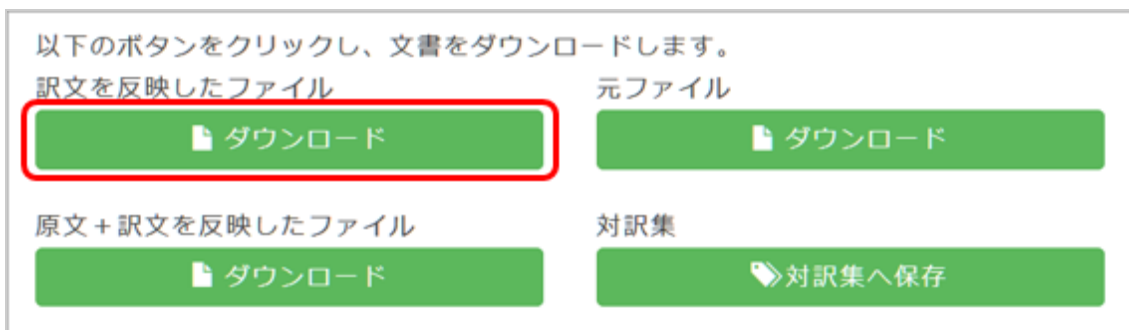 以下のボタンをクリックし、文書をダウンロードします。
訳文を反映したファイル
元ファイル
ダウンロード
ダウンロード
原文+訳文を反映したファイル
対訳集
ダウンロード
対訳集へ保存